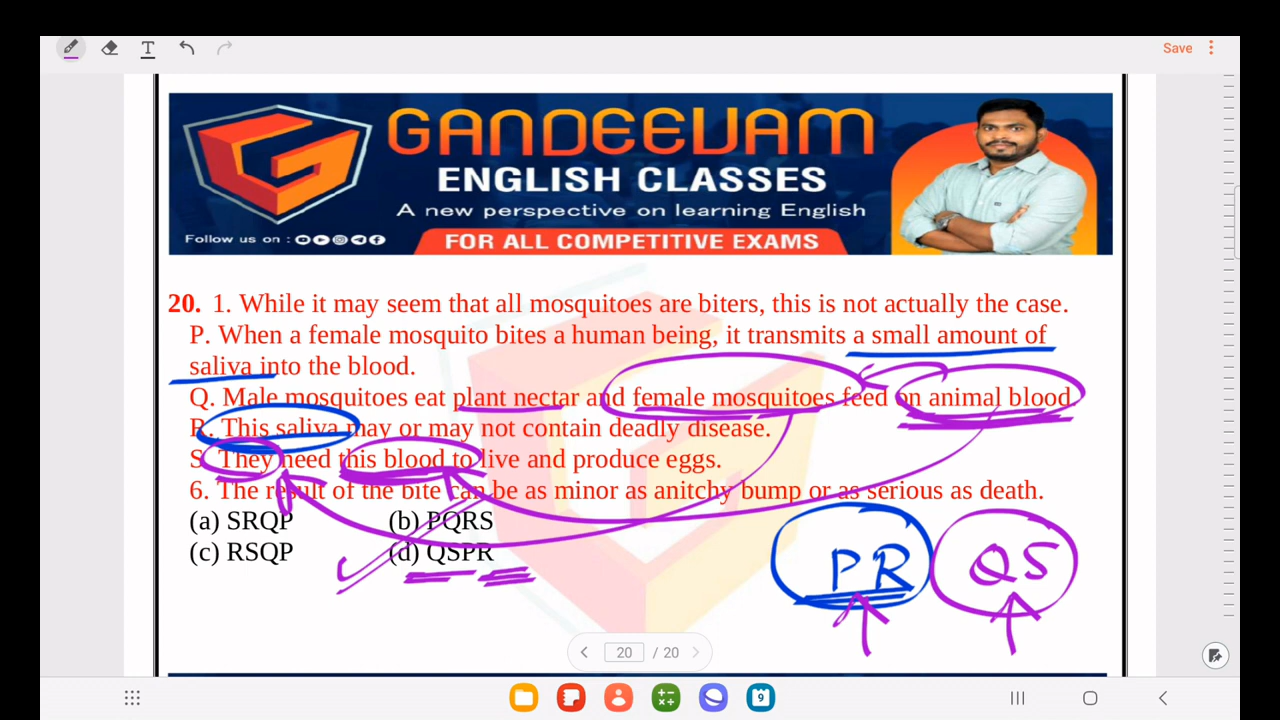 T
Save
GANDEEVAM
ENGLISH CLASSES
A new perspective on learning English
Follow us on :
FOR ALL COMPETITIVE EXAMS
20. 1. While it may seem that all mosquitoes are biters, this is not actually the case.
P. When a female mosquito bites a human being, it transmits a small amount of
saliva into the blood.
Q. Male mosquitoes eat plant nectar and female mosquitoes feed on animal blood.
R. This saliva may or may not contain deadly disease.
S. They need this blood to live and produce eggs.
6. The result of the bite can be as minor as anitchy bump or as serious as death.
(a) SRQP (b) PQRS
(c) RSQP (d) QSPR
PR QS
20 / 20
9